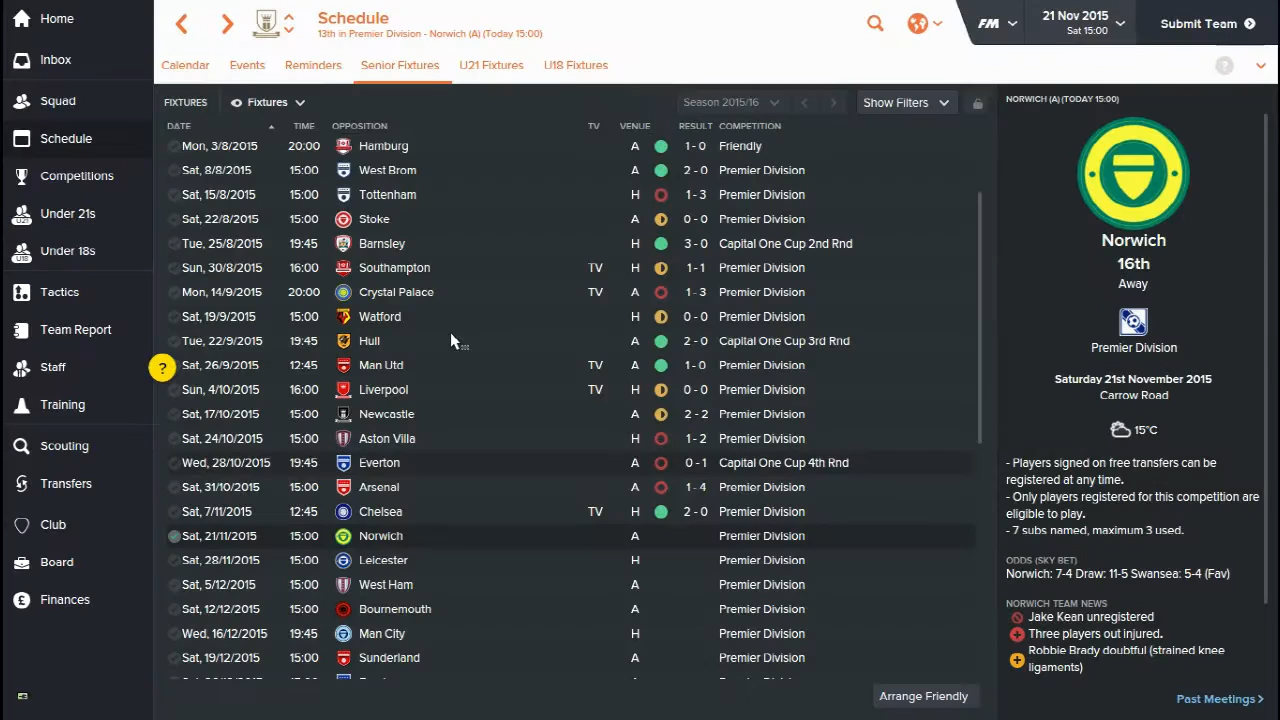 Home
Inbox
Squad
Schedule
Competitions
Under 21s
Under 18s
Tactics
Team Report
Staff
Training
Scouting
Transfers
Club
Board
Finances
Schedule
13th in Premier Division - Norwich (A) (Today 15:00)
FM
21 Nov 2015
Sat 15:00
Submit Team
Calendar Events Reminders Senior Fixtures U21 Fixtures U18 Fixtures
?
FIXTURES Fixtures Season 2015/16 Show Filters
DATE TIME OPPOSITION TV VENUE RESULT COMPETITION
Mon, 3/8/2015 20:00 Hamburg A 1 - 0 Friendly
Sat, 8/8/2015 15:00 West Brom A 2 - 0 Premier Division
Sat, 15/8/2015 15:00 Tottenham H 1 - 3 Premier Division
Sat, 22/8/2015 15:00 Stoke A 0 - 0 Premier Division
Tue, 25/8/2015 19:45 Barnsley H 3 - 0 Capital One Cup 2nd Rnd
Sun, 30/8/2015 16:00 Southampton TV H 1 - 1 Premier Division
Mon, 14/9/2015 20:00 Crystal Palace TV A 1 - 3 Premier Division
Sat, 19/9/2015 15:00 Watford H 0 - 0 Premier Division
Tue, 22/9/2015 19:45 Hull A 2 - 0 Capital One Cup 3rd Rnd
? Sat, 26/9/2015 12:45 Man Utd TV A 1 - 0 Premier Division
Sun, 4/10/2015 16:00 Liverpool TV H 0 - 0 Premier Division
Sat, 17/10/2015 15:00 Newcastle A 2 - 2 Premier Division
Sat, 24/10/2015 15:00 Aston Villa H 1 - 2 Premier Division
Wed, 28/10/2015 19:45 Everton A 0 - 1 Capital One Cup 4th Rnd
Sat, 31/10/2015 15:00 Arsenal A 1 - 4 Premier Division
Sat, 7/11/2015 12:45 Chelsea TV H 2 - 0 Premier Division
Sat, 21/11/2015 15:00 Norwich A Premier Division
Sat, 28/11/2015 15:00 Leicester H Premier Division
Sat, 5/12/2015 15:00 West Ham A Premier Division
Sat, 12/12/2015 15:00 Bournemouth A Premier Division
Wed, 16/12/2015 19:45 Man City H Premier Division
Sat, 19/12/2015 15:00 Sunderland A Premier Division
Arrange Friendly
NORWICH (A) (TODAY 15:00)
Norwich
16th
Away
Premier Division
Saturday 21st November 2015
Carrow Road
15°C
- Players signed on free transfers can be
registered at any time.
- Only players registered for this competition are
eligible to play.
- 7 subs named, maximum 3 used.
ODDS (SKY BET)
Norwich: 7-4 Draw: 11-5 Swansea: 5-4 (Fav)
NORWICH TEAM NEWS
Jake Kean unregistered
Three players out injured.
Robbie Brady doubtful (strained knee
ligaments)
Past Meetings >